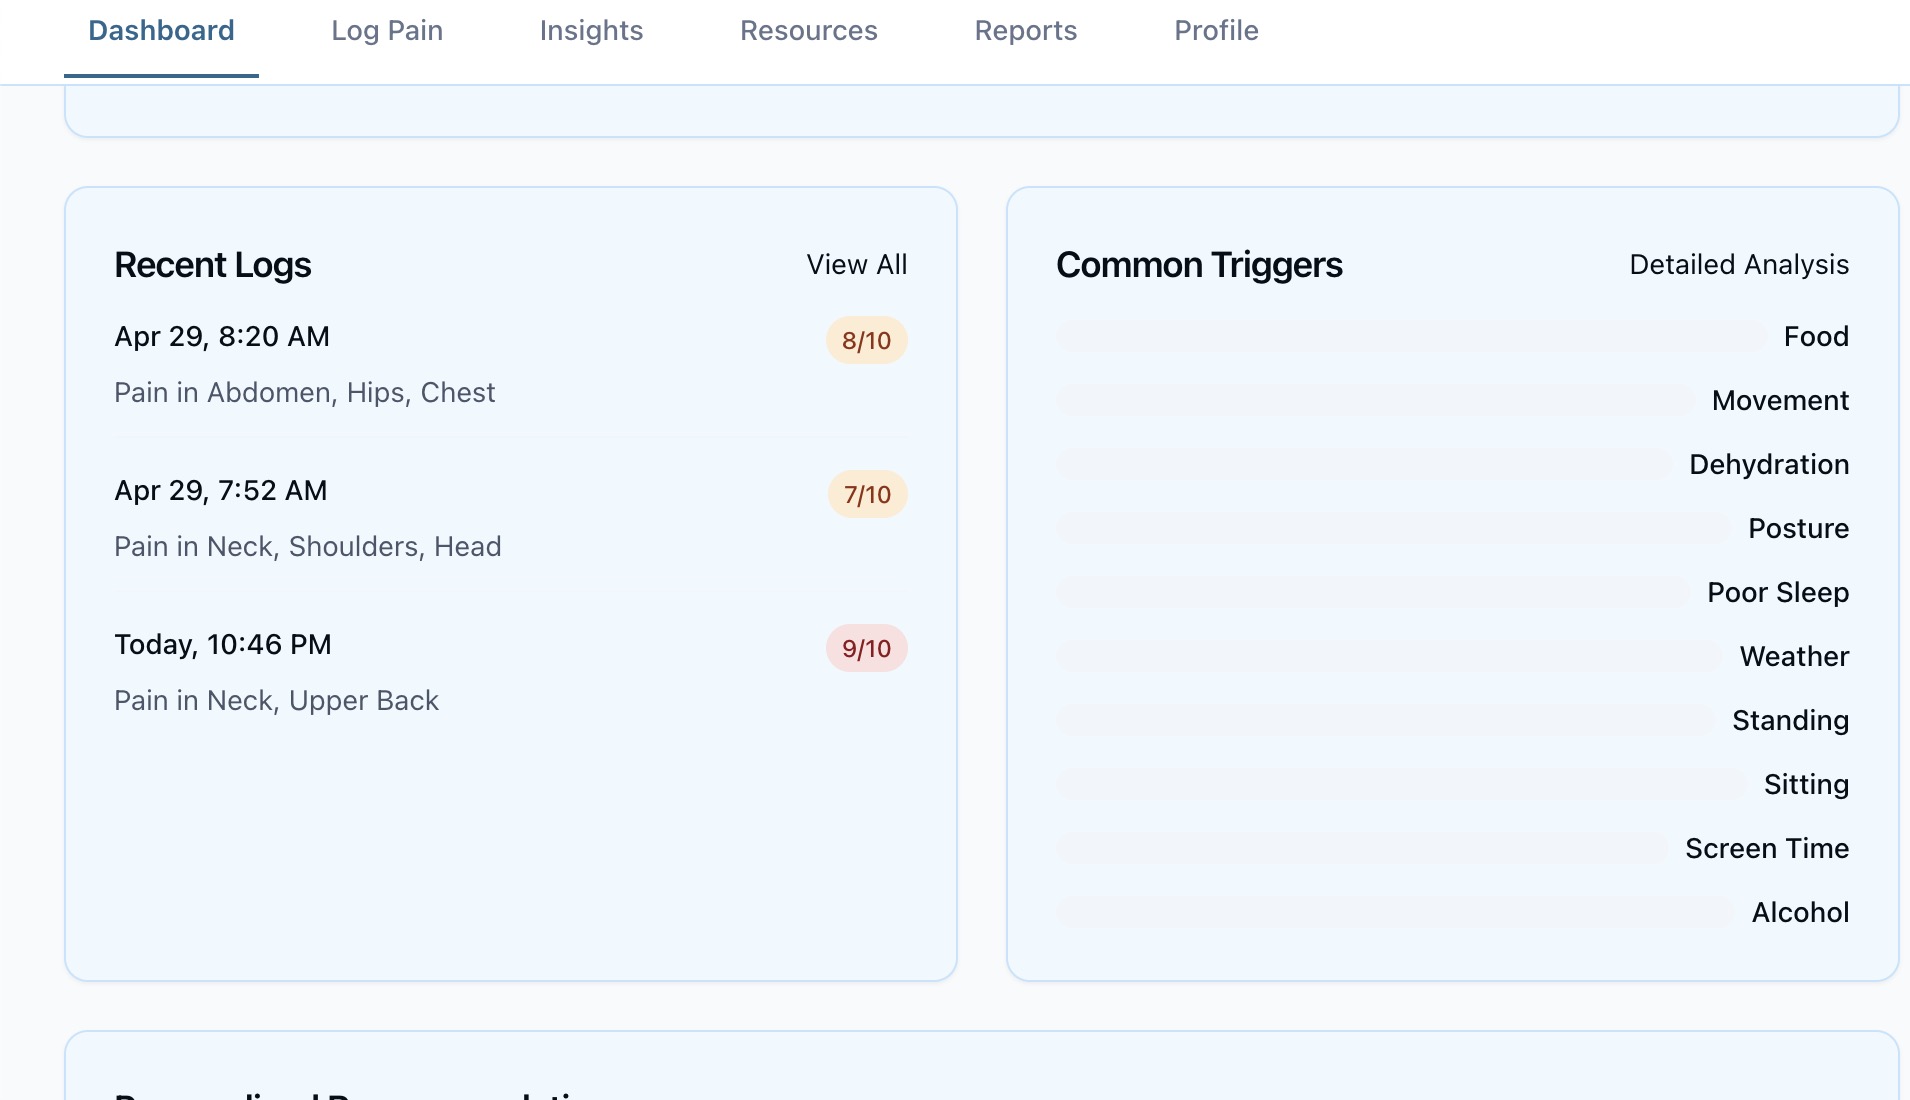 Dashboard
Log Pain
Insights
Resources
Reports
Profile
Recent Logs
View All
Apr 29, 8:20 AM
8/10
Pain in Abdomen, Hips, Chest
Apr 29, 7:52 AM
7/10
Pain in Neck, Shoulders, Head
Today, 10:46 PM
9/10
Pain in Neck, Upper Back
Common Triggers
Detailed Analysis
Food
Movement
Dehydration
Posture
Poor Sleep
Weather
Standing
Sitting
Screen Time
Alcohol